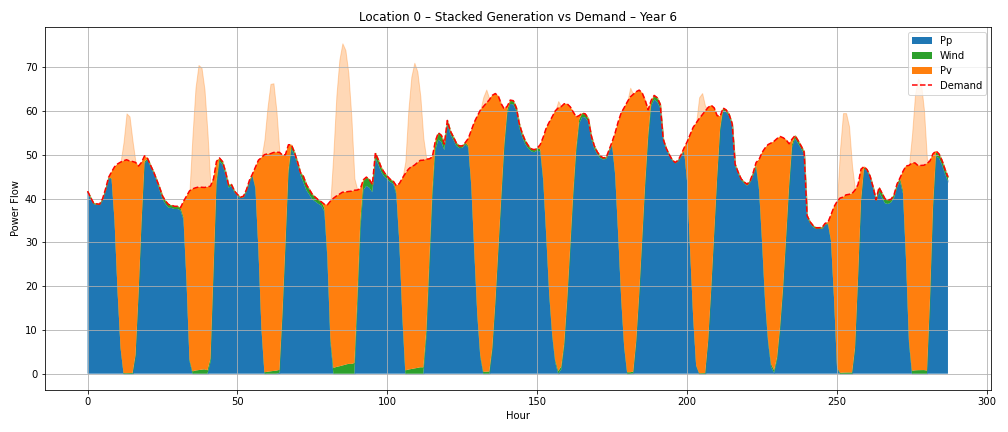 Location 0 – Stacked Generation vs Demand – Year 6
Power Flow
70
60
50
40
30
20
10
0
Pp
Wind
Pv
Demand
0 50 100 150 200 250 300
Hour